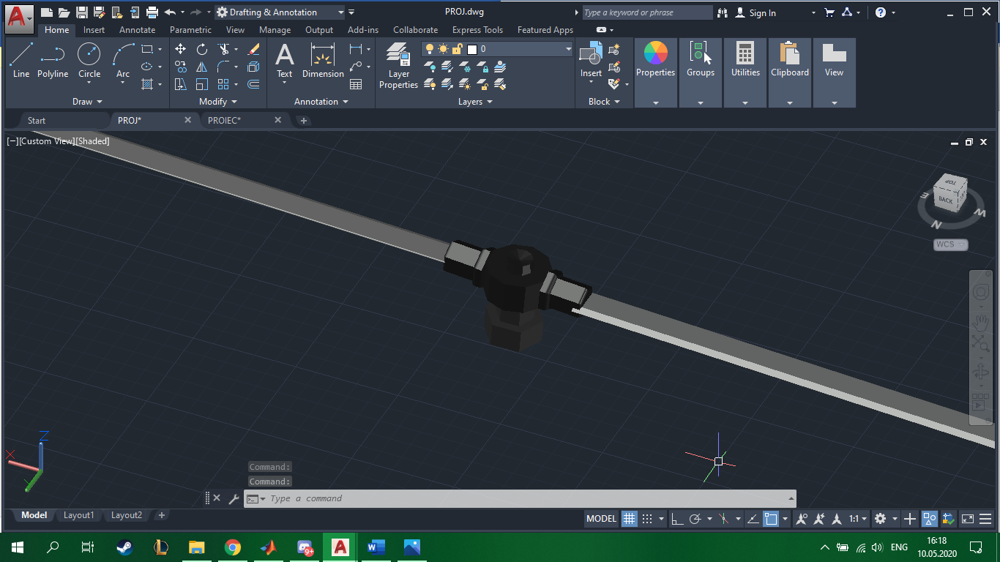 A Drafting & Annotation PROJ.dwg Type a keyword or phrase Sign In ?
Home Insert Annotate Parametric View Manage Output Add-ins Collaborate Express Tools Featured Apps
0
Line Polyline Circle Arc A Text Dimension Layer Properties Insert Properties Groups Utilities Clipboard View
Draw Modify Annotation Layers Block
Start PROJ* PROIEC* +
[−][Custom View][Shaded]
TOP
BACK
E W
N
WCS
Z
X
Y
Command:
Command:
Type a command
Model Layout1 Layout2 + MODEL 1:1
9+ A W ENG 16:18
10.05.2020